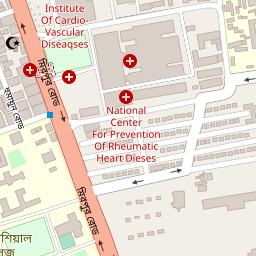 Institute
Of Cardio-
Vascular
Diseaqses
মিরপুর রোড
হুমায়ুন রোড
National
Center
For Prevention
Of Rheumatic
Heart Dieses
মিরপুর রোড
শিয়াল